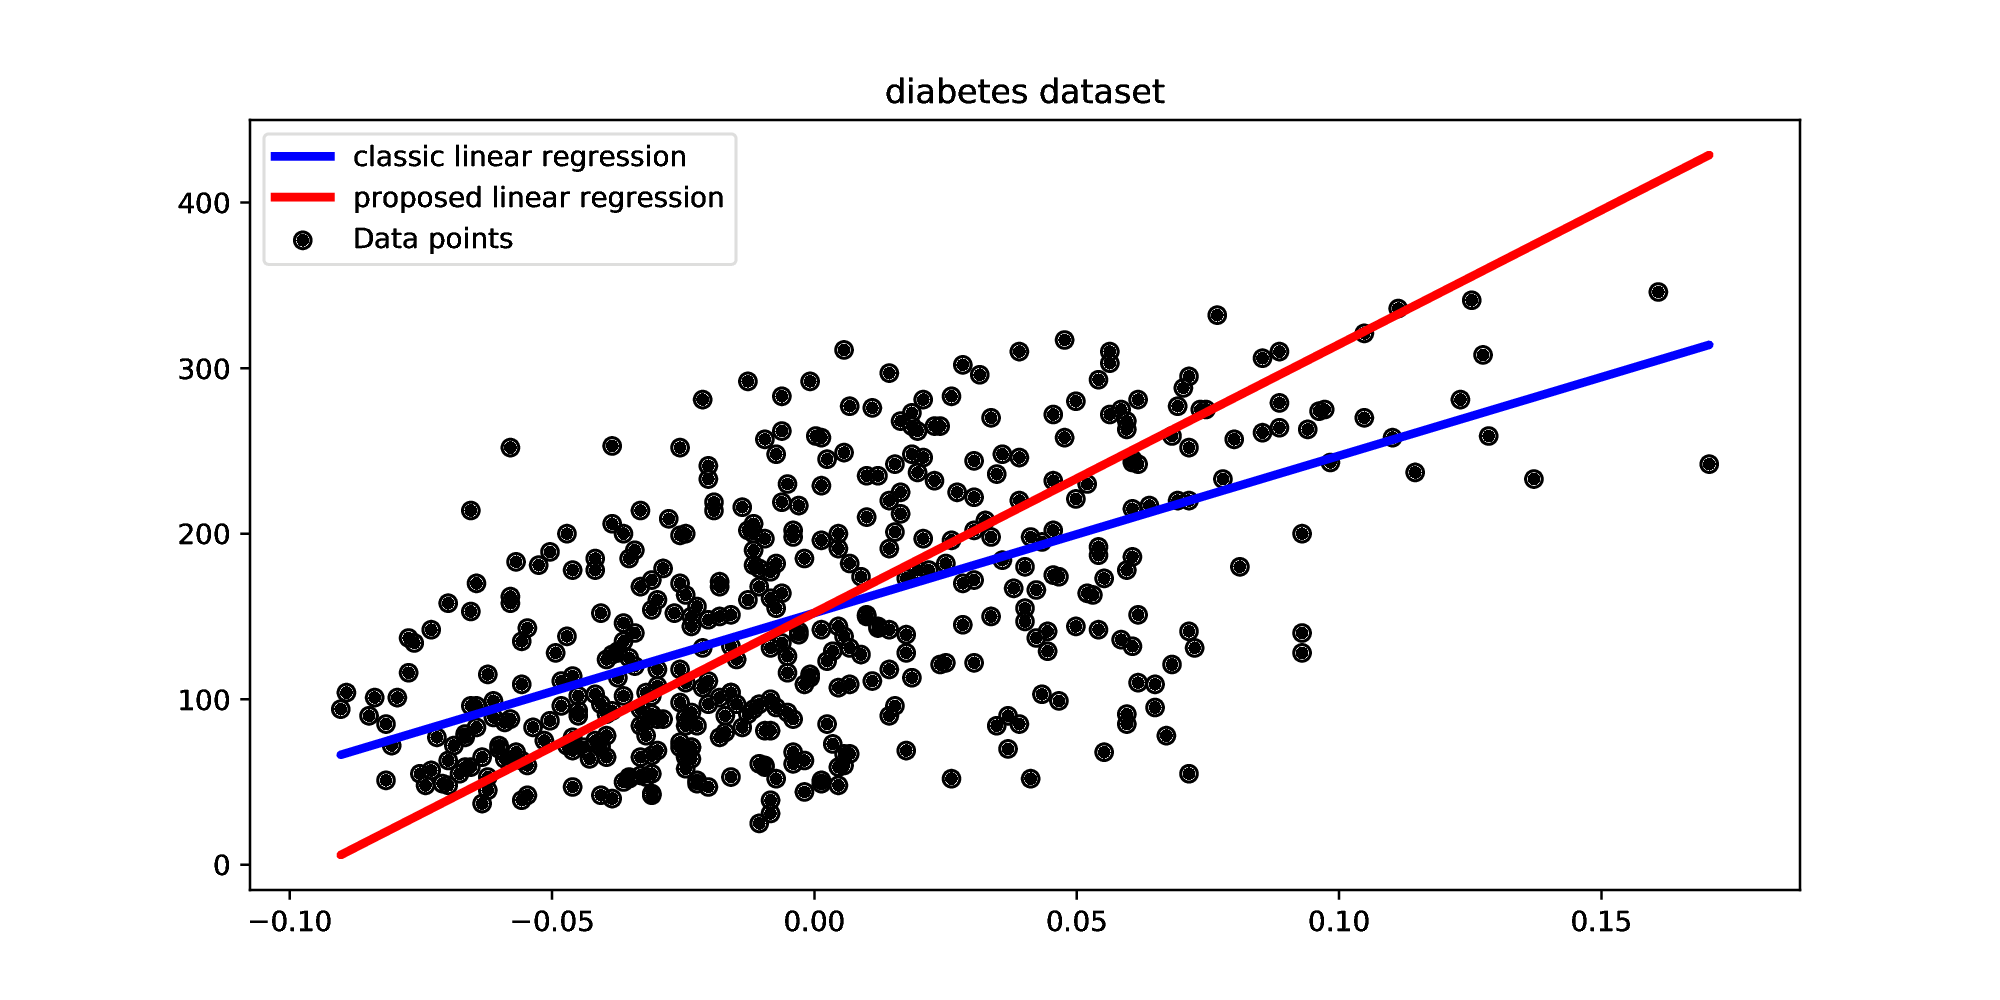 diabetes dataset
classic linear regression
proposed linear regression
Data points
400
300
200
100
0
−0.10 −0.05 0.00 0.05 0.10 0.15